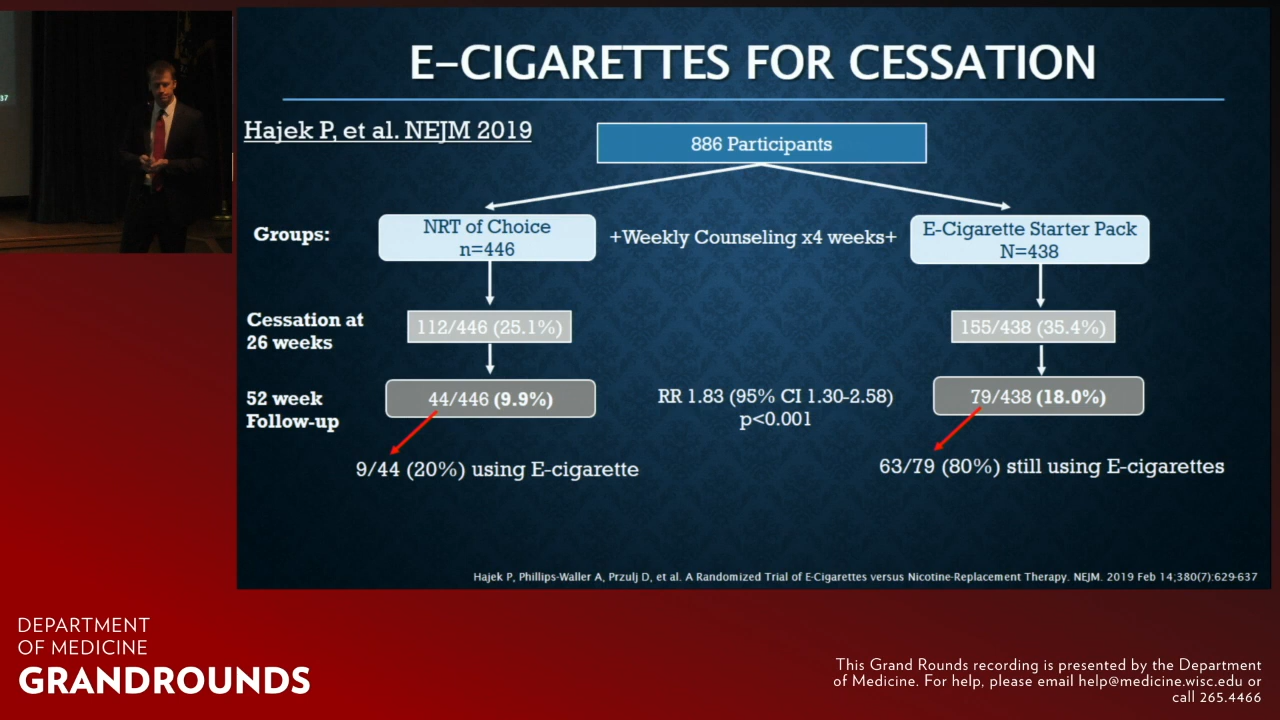 37
E-CIGARETTES FOR CESSATION
Hajek P, et al. NEJM 2019
886 Participants
Groups:
NRT of Choice
n=446
+Weekly Counseling x4 weeks+
E-Cigarette Starter Pack
N=438
Cessation at
26 weeks
112/446 (25.1%)
155/438 (35.4%)
52 week
Follow-up
44/446 (9.9%)
RR 1.83 (95% CI 1.30-2.58)
p<0.001
79/438 (18.0%)
9/44 (20%) using E-cigarette
63/79 (80%) still using E-cigarettes
Hajek P, Phillips-Waller A, Przulj D, et al. A Randomized Trial of E-Cigarettes versus Nicotine-Replacement Therapy. NEJM. 2019 Feb 14;380(7):629-637
DEPARTMENT
OF MEDICINE
GRANDROUNDS
This Grand Rounds recording is presented by the Department
of Medicine. For help, please email help@medicine.wisc.edu or
call 265.4466